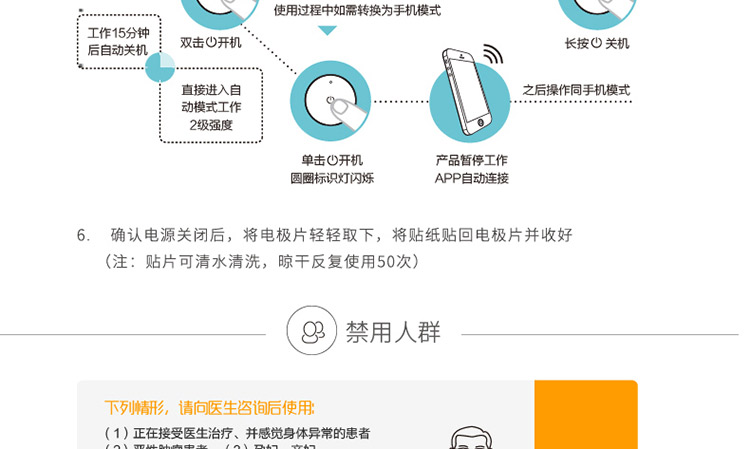 使用过程中如需转换为手机模式
工作15分钟
后自动关机
双击⏻开机
长按⏻关机
直接进入自
动模式工作
2级强度
之后操作同手机模式
单击⏻开机
圆圈标识灯闪烁
产品暂停工作
APP自动连接
6. 确认电源关闭后，将电极片轻轻取下，将贴纸贴回电极片并收好
（注：贴片可清水清洗，晾干反复使用50次）
禁用人群
下列情形，请向医生咨询后使用:
（1）正在接受医生治疗、并感觉身体异常的患者
（2）恶性肿瘤患者 （3）孕妇、产妇